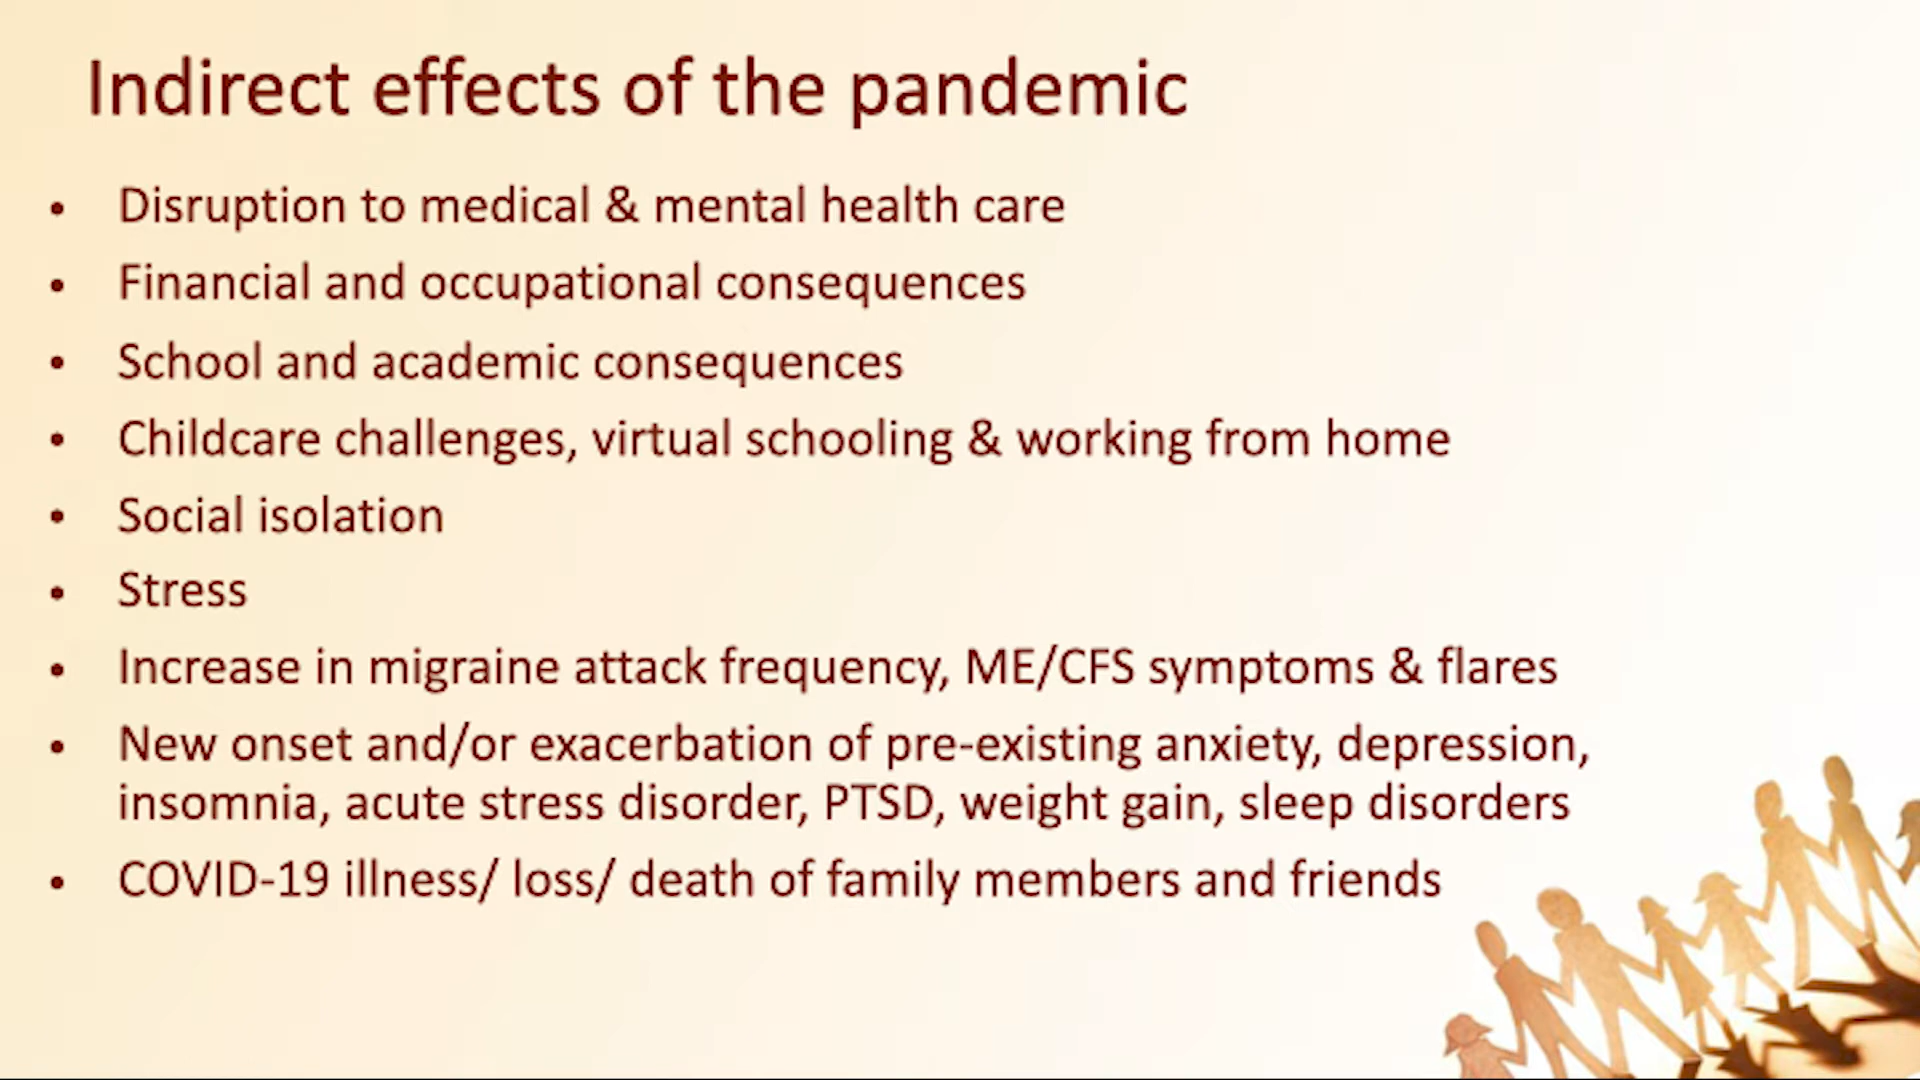 Indirect effects of the pandemic
• Disruption to medical & mental health care
• Financial and occupational consequences
• School and academic consequences
• Childcare challenges, virtual schooling & working from home
• Social isolation
• Stress
• Increase in migraine attack frequency, ME/CFS symptoms & flares
• New onset and/or exacerbation of pre-existing anxiety, depression,
insomnia, acute stress disorder, PTSD, weight gain, sleep disorders
• COVID-19 illness/ loss/ death of family members and friends